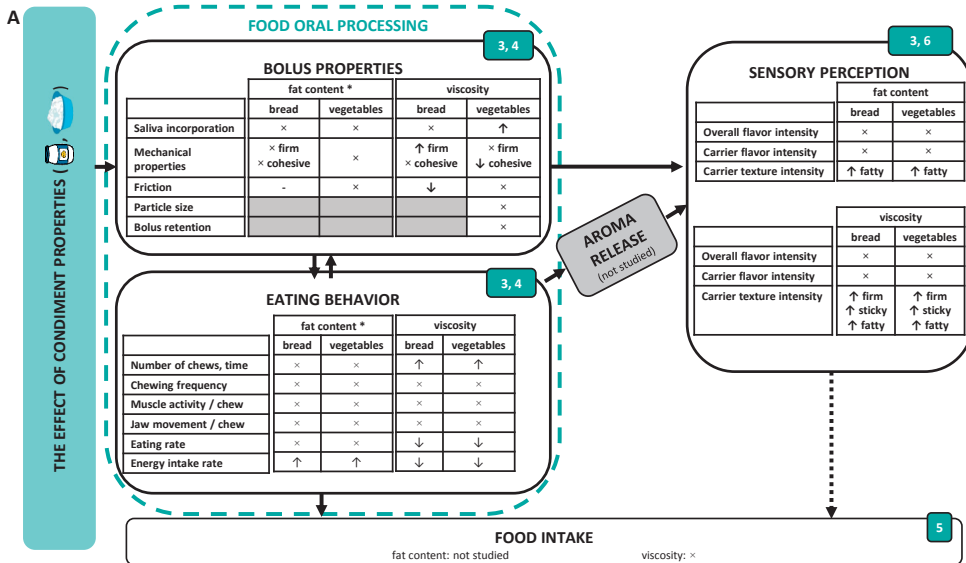 A
THE EFFECT OF CONDIMENT PROPERTIES ( , )
FOOD ORAL PROCESSING
3, 4
BOLUS PROPERTIES
fat content * viscosity
bread vegetables bread vegetables
Saliva incorporation × × × ↑
Mechanical properties × firm × cohesive × ↑ firm × cohesive × firm ↓ cohesive
Friction - × ↓ ×
Particle size ×
Bolus retention ×
3, 4
EATING BEHAVIOR
fat content * viscosity
bread vegetables bread vegetables
Number of chews, time × × ↑ ↑
Chewing frequency × × × ×
Muscle activity / chew × × × ×
Jaw movement / chew × × × ×
Eating rate × × ↓ ↓
Energy intake rate ↑ ↑ ↓ ↓
AROMA
RELEASE
(not studied)
3, 6
SENSORY PERCEPTION
fat content
bread vegetables
Overall flavor intensity × ×
Carrier flavor intensity × ×
Carrier texture intensity ↑ fatty ↑ fatty
viscosity
bread vegetables
Overall flavor intensity × ×
Carrier flavor intensity × ×
Carrier texture intensity ↑ firm ↑ firm
↑ sticky ↑ sticky
↑ fatty ↑ fatty
5
FOOD INTAKE
fat content: not studied viscosity: ×